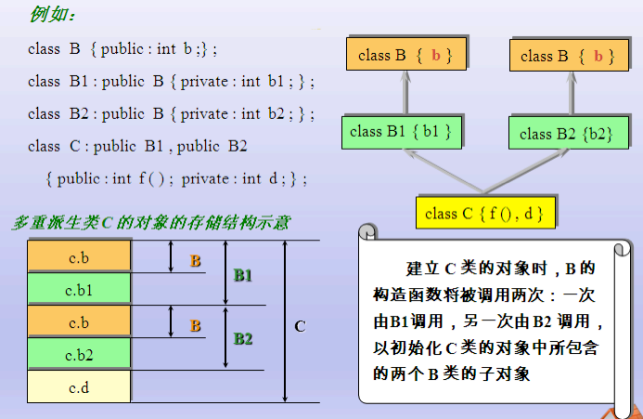 例如：
class B { public : int b ;} ;
class B1 : public B { private : int b1 ; } ;
class B2 : public B { private : int b2 ; } ;
class C : public B1 , public B2
{ public : int f ( ) ; private : int d ; } ;
class B { b }
class B { b }
class B1 { b1 }
class B2 {b2}
class C { f () , d }
多重派生类 C 的对象的存储结构示意
c.b
c.b1
c.b
c.b2
c.d
B
B1
B
B2
C
建立 C 类的对象时，B 的
构造函数将被调用两次：一次
由B1调用，另一次由B2 调用，
以初始化 C 类的对象中所包含
的两个 B 类的子对象